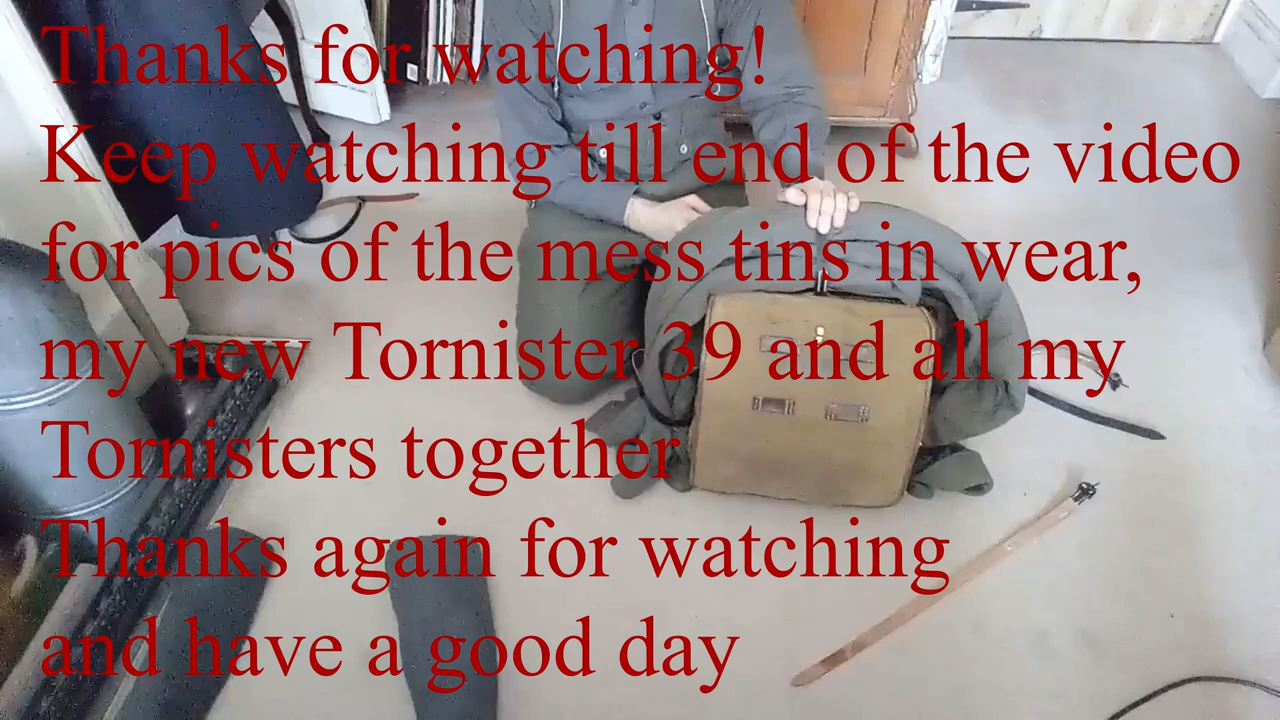 Thanks for watching!
Keep watching till end of the video
for pics of the mess tins in wear,
my new Tornister 39 and all my
Tornisters together
Thanks again for watching
and have a good day